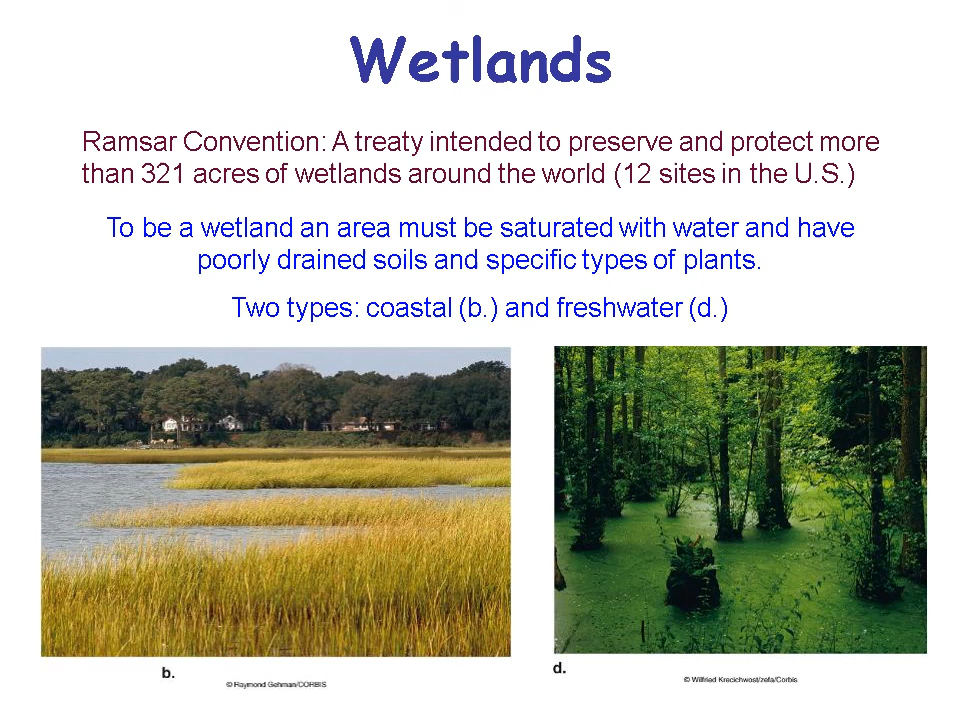 Wetlands
Ramsar Convention: A treaty intended to preserve and protect more
than 321 acres of wetlands around the world (12 sites in the U.S.)
To be a wetland an area must be saturated with water and have
poorly drained soils and specific types of plants.
Two types: coastal (b.) and freshwater (d.)
b.
© Raymond Gehman/CORBIS
d.
© Wilfried Krecichwost/zefa/Corbis